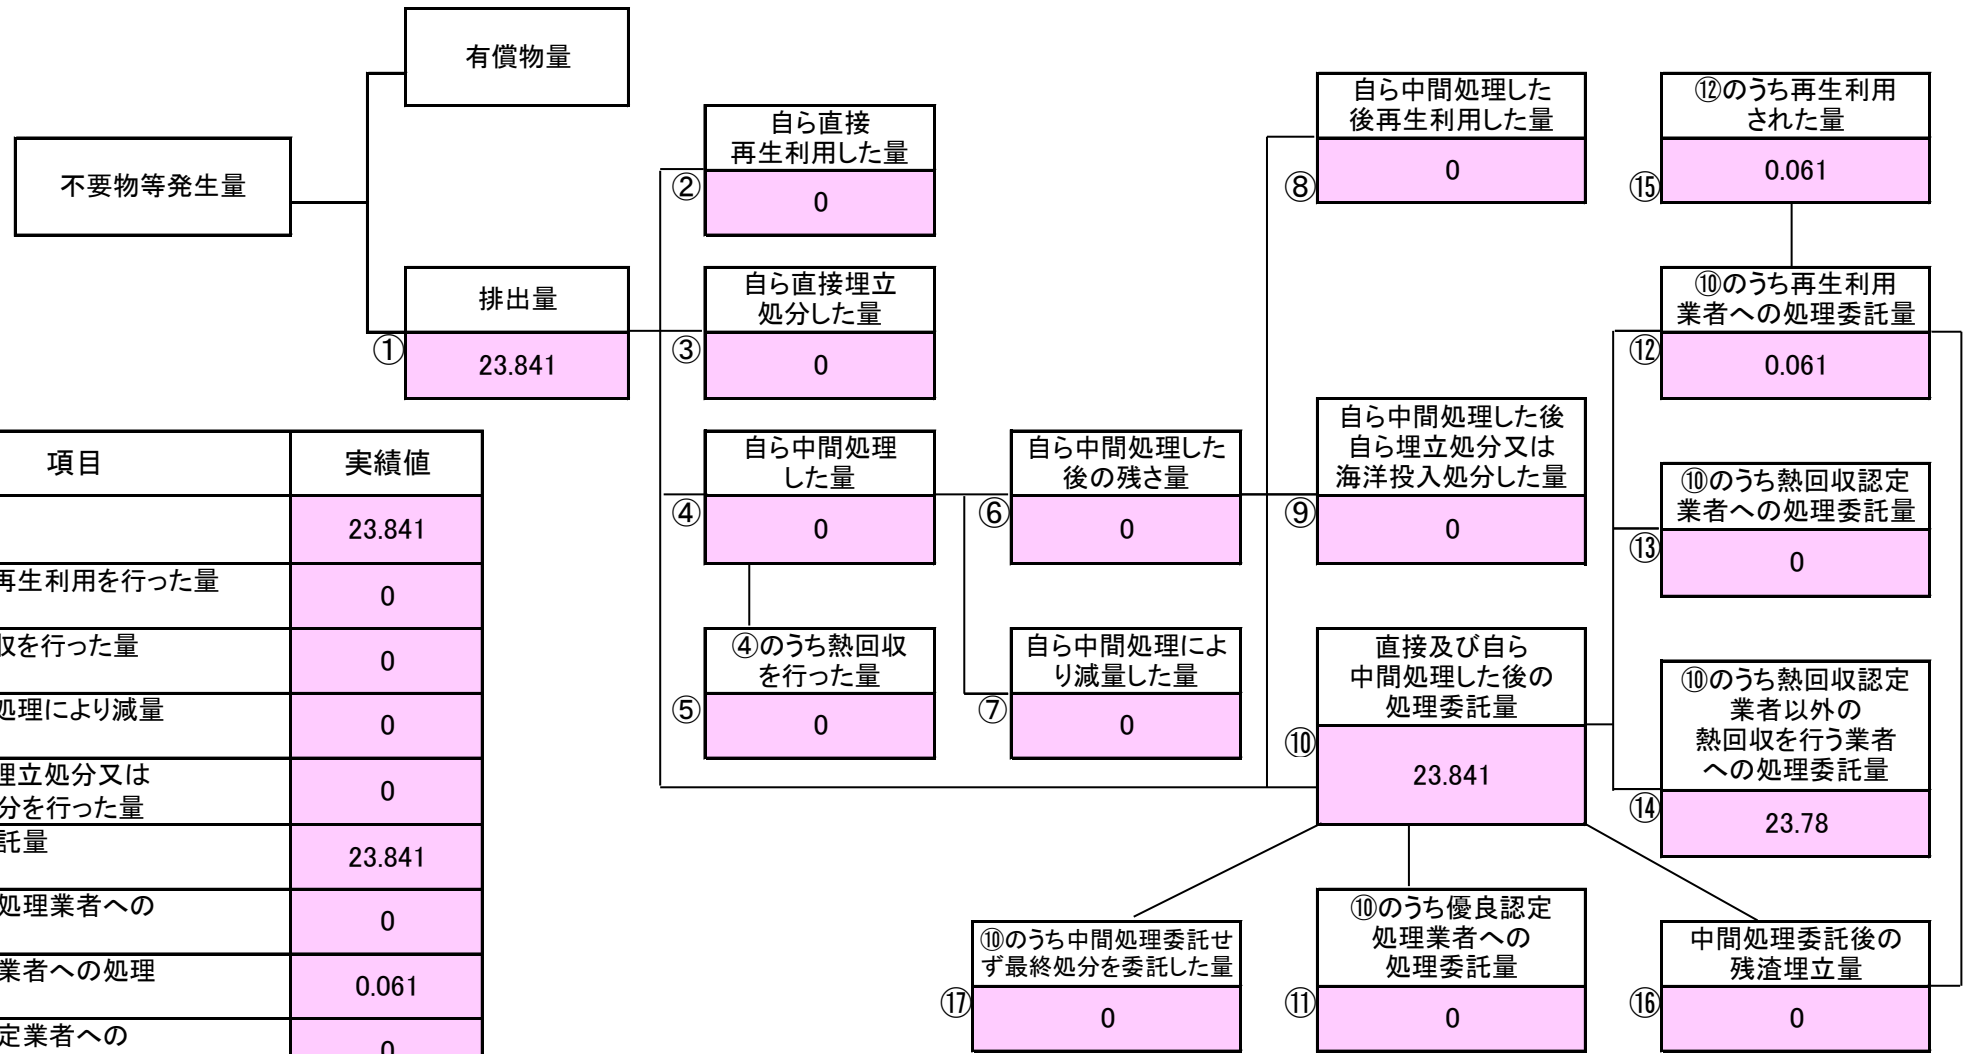 有償物量
不要物等発生量
排出量
①
23.841
自ら直接
再生利用した量
②
0
自ら直接埋立
処分した量
③
0
自ら中間処理
した量
④
0
④のうち熱回収
を行った量
⑤
0
自ら中間処理した
後の残さ量
⑥
0
自ら中間処理によ
り減量した量
⑦
0
自ら中間処理した
後再生利用した量
⑧
0
自ら中間処理した後
自ら埋立処分又は
海洋投入処分した量
⑨
0
直接及び自ら
中間処理した後の
処理委託量
⑩
23.841
⑫のうち再生利用
された量
⑮
0.061
⑩のうち再生利用
業者への処理委託量
⑫
0.061
⑩のうち熱回収認定
業者への処理委託量
⑬
0
⑩のうち熱回収認定
業者以外の
熱回収を行う業者
への処理委託量
⑭
23.78
⑩のうち中間処理委託せ
ず最終処分を委託した量
⑰
0
⑩のうち優良認定
処理業者への
処理委託量
⑪
0
中間処理委託後の
残渣埋立量
⑯
0
項目 実績値
23.841
再生利用を行った量
0
収を行った量
0
処理により減量
0
埋立処分又は
分を行った量
0
託量
23.841
処理業者への
0
業者への処理
0.061
定業者への
0